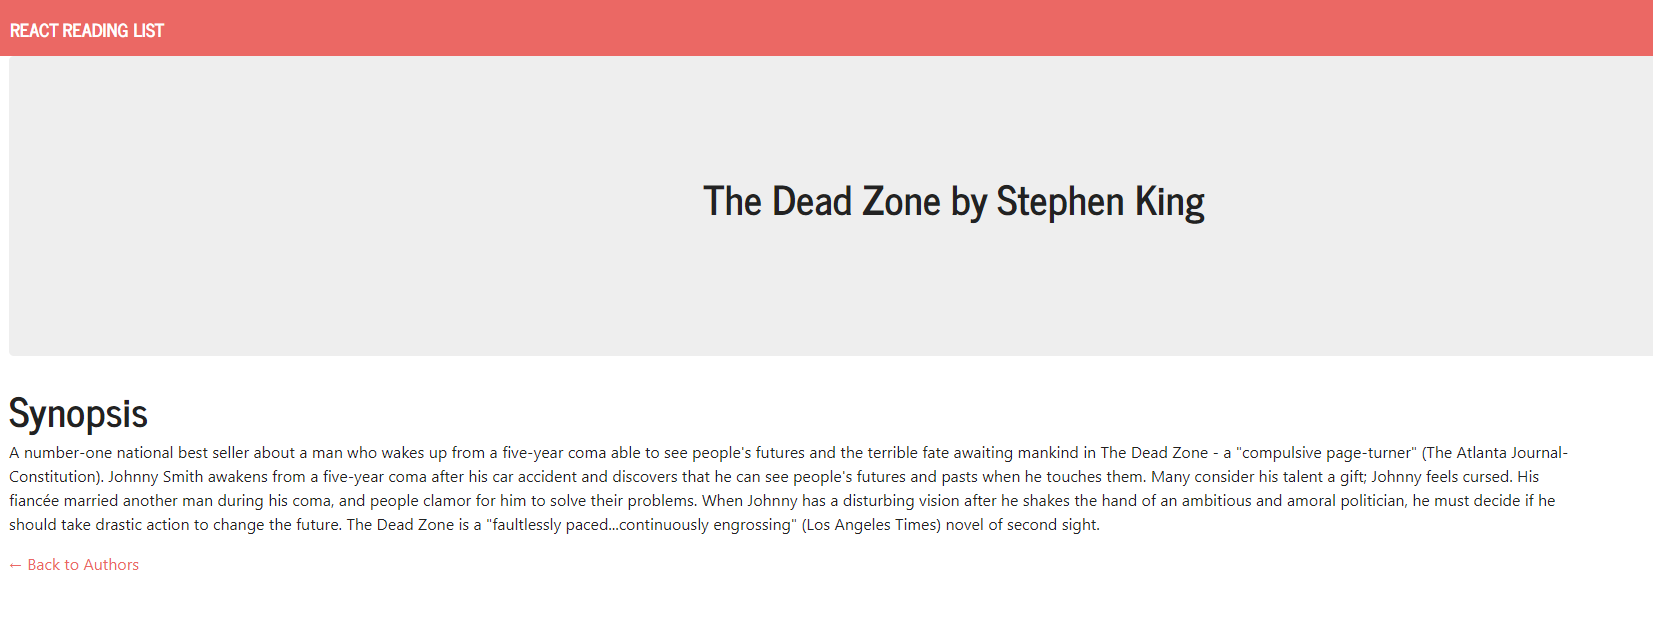 REACT READING LIST
The Dead Zone by Stephen King
Synopsis
A number-one national best seller about a man who wakes up from a five-year coma able to see people's futures and the terrible fate awaiting mankind in The Dead Zone - a "compulsive page-turner" (The Atlanta Journal-
Constitution). Johnny Smith awakens from a five-year coma after his car accident and discovers that he can see people's futures and pasts when he touches them. Many consider his talent a gift; Johnny feels cursed. His
fiancée married another man during his coma, and people clamor for him to solve their problems. When Johnny has a disturbing vision after he shakes the hand of an ambitious and amoral politician, he must decide if he
should take drastic action to change the future. The Dead Zone is a "faultlessly paced...continuously engrossing" (Los Angeles Times) novel of second sight.
← Back to Authors